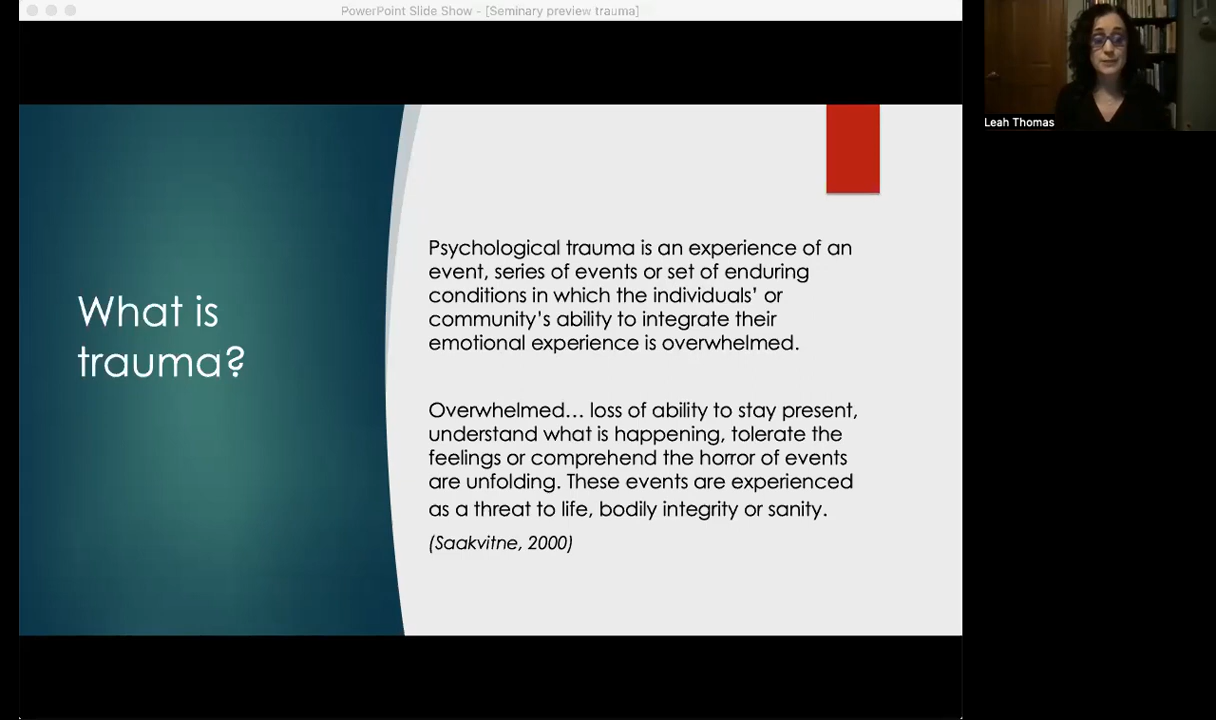 PowerPoint Slide Show - [Seminary preview trauma]
Leah Thomas
What is
trauma?
Psychological trauma is an experience of an
event, series of events or set of enduring
conditions in which the individuals’ or
community’s ability to integrate their
emotional experience is overwhelmed.
Overwhelmed… loss of ability to stay present,
understand what is happening, tolerate the
feelings or comprehend the horror of events
are unfolding. These events are experienced
as a threat to life, bodily integrity or sanity.
(Saakvitne, 2000)